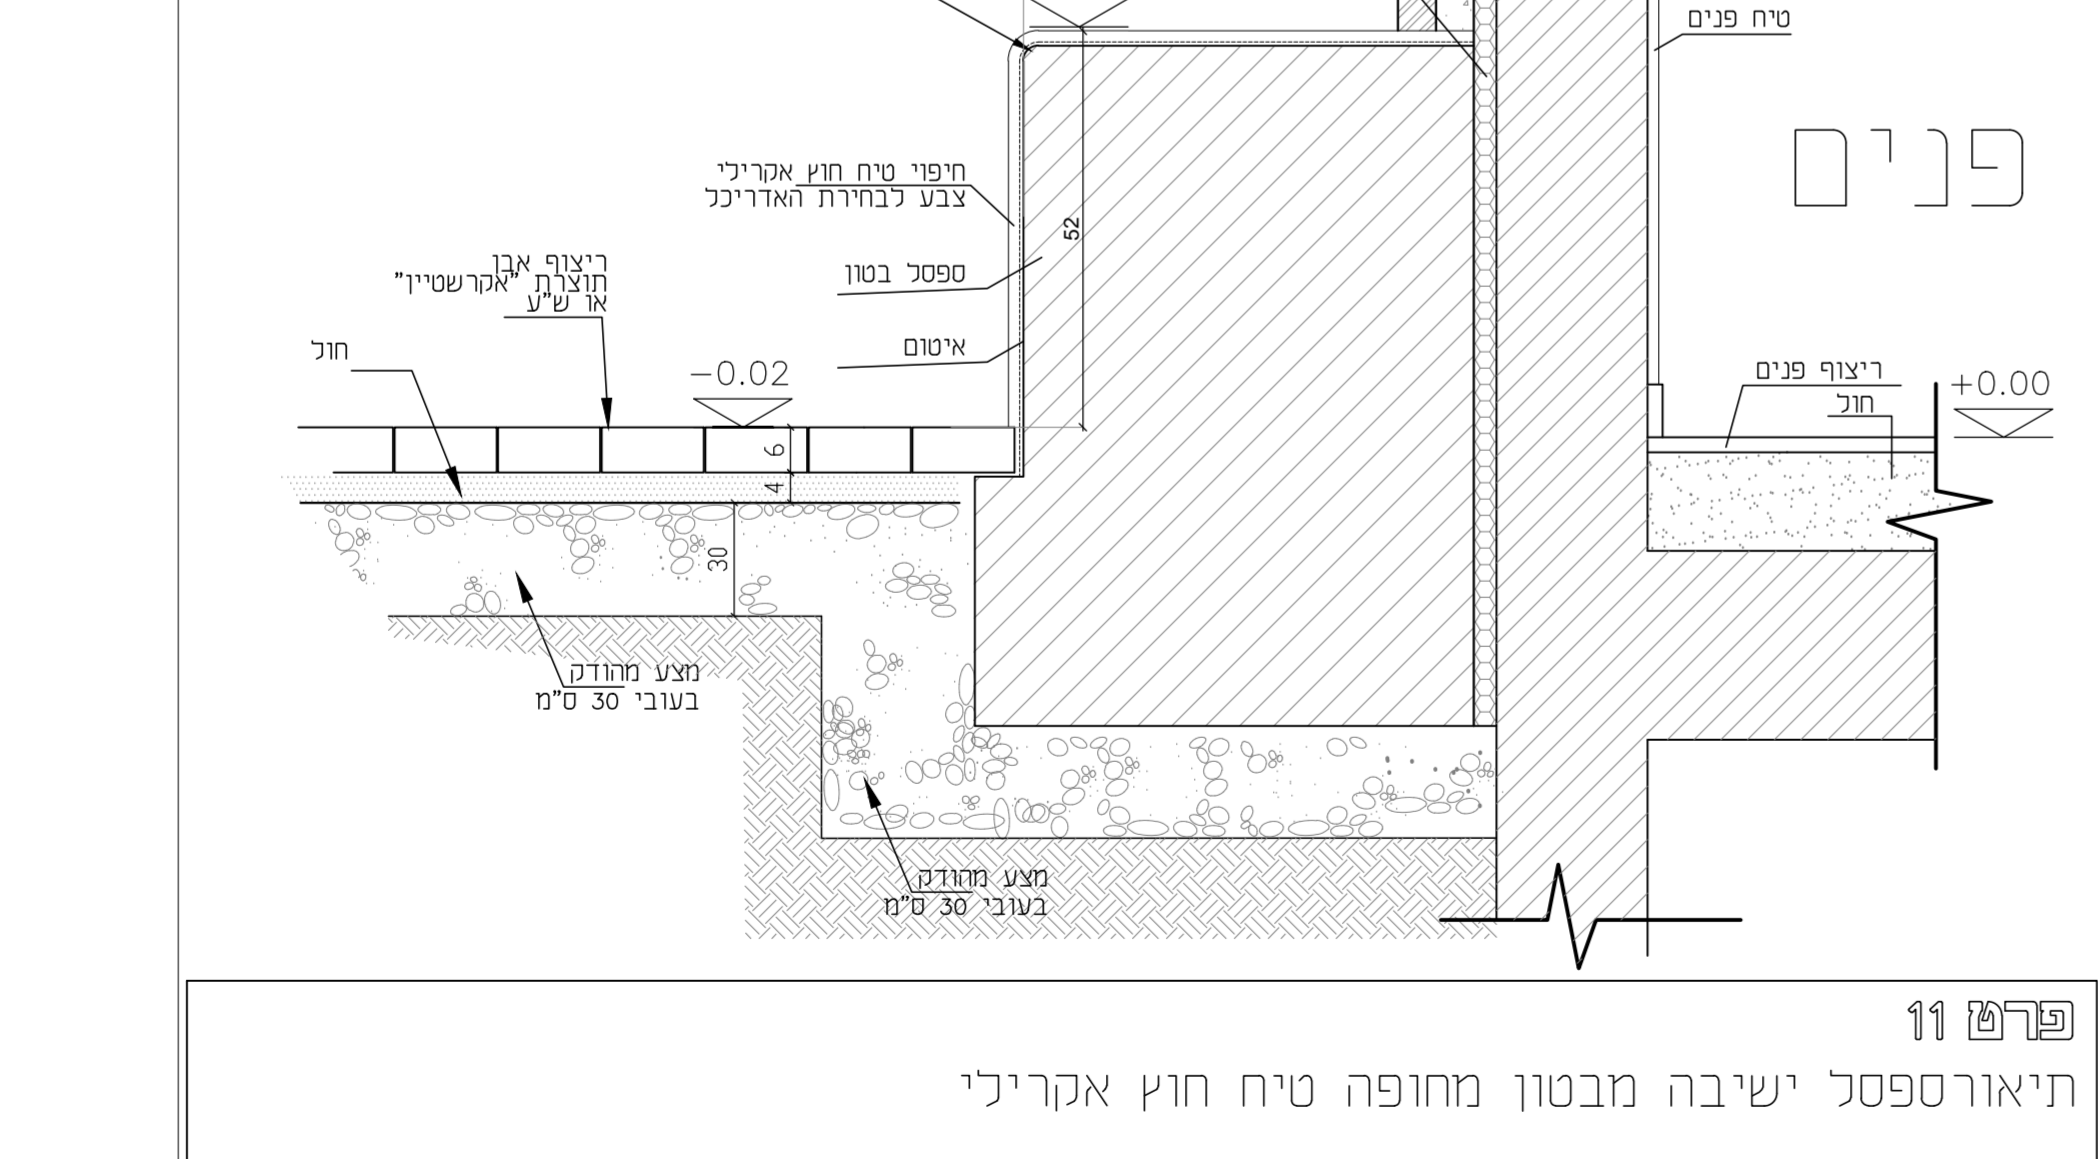 טיח פנים
פנים
חיפוי טיח חוץ אקרילי
צבע לבחירת האדריכל
52
ספסל בטון
ריצוף אבן
תוצרת "אקרשטיין"
או ש"ע
איטום
חול
-0.02
ריצוף פנים
+0.00
חול
6
4
30
מצע מהודק
בעובי 30 ס"מ
מצע מהודק
בעובי 30 ס"מ
פרט 11
תיאורספסל ישיבה מבטון מחופה טיח חוץ אקרילי